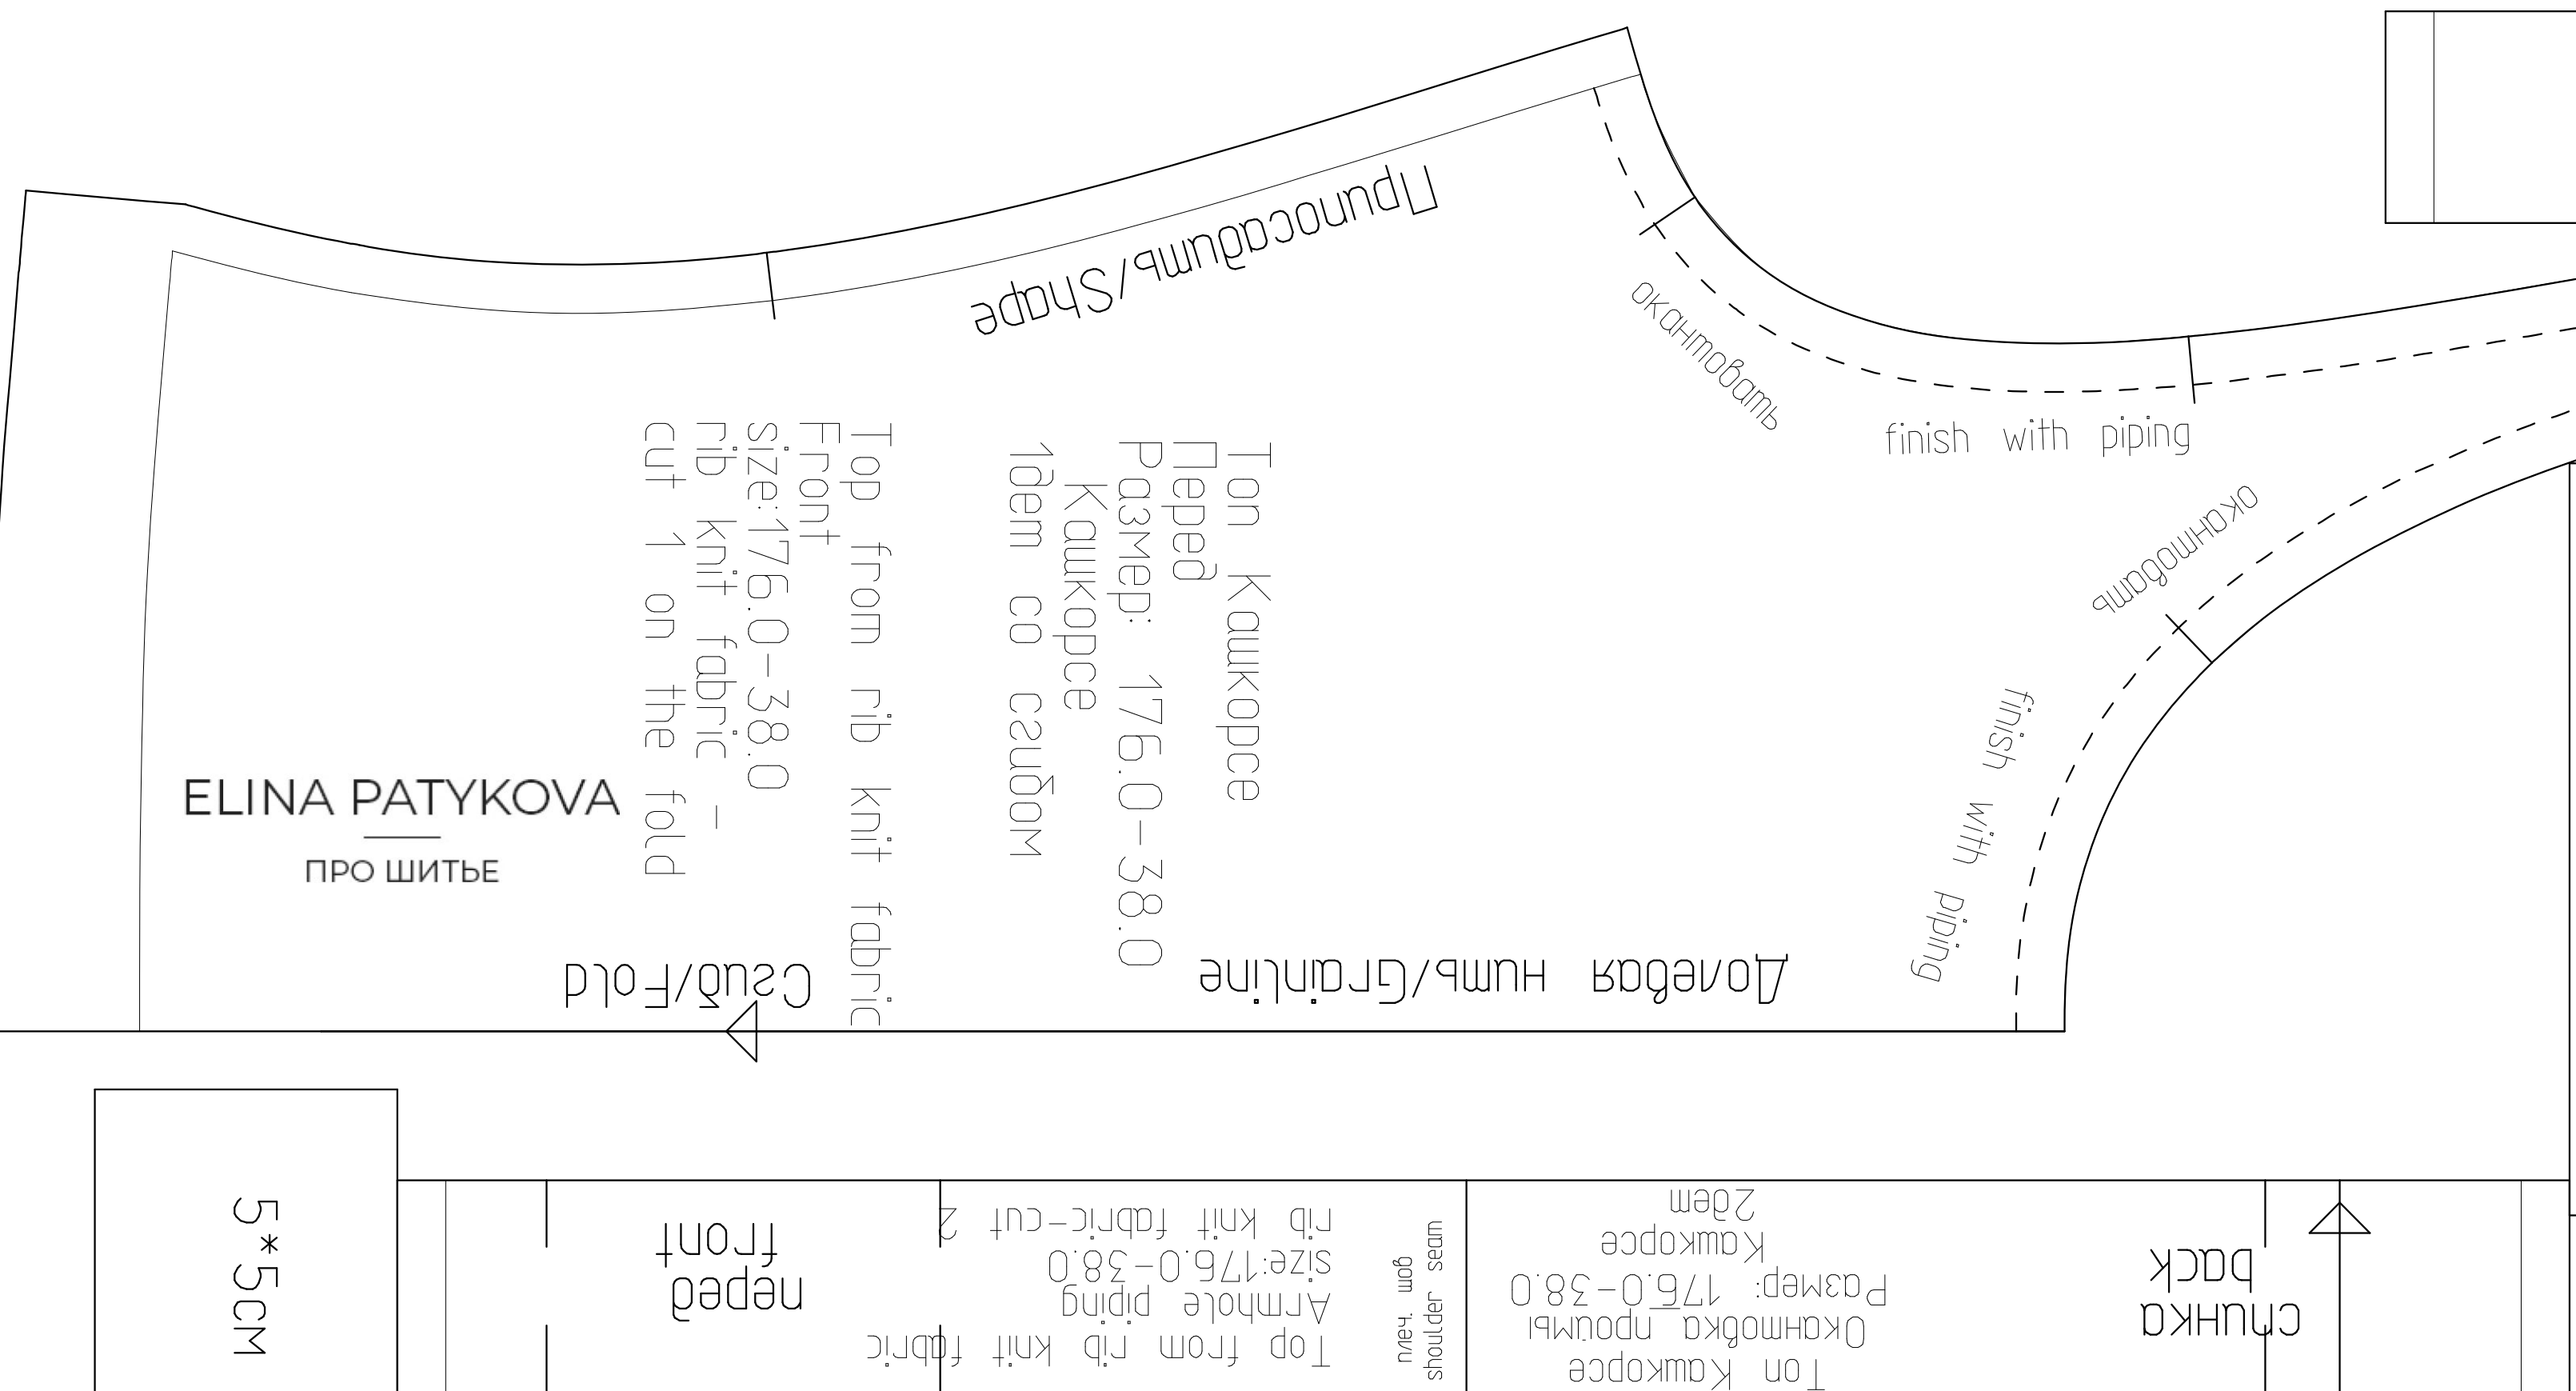 Припосадить/Shape
окантовать
finish with piping
окантовать
finish with piping
Топ Кашкорсе
Перед
Размер: 176.0-38.0
Кашкорсе
1дет со сгибом
Top from rib knit fabric
Front
size:176.0-38.0
rib knit fabric -
cut 1 on the fold
ELINA PATYKOVA
ПРО ШИТЬЕ
Сгиб/Fold
Долевая нить/Grainline
5*5см
перед
front
Top from rib knit fabric
Armhole piping
size:176.0-38.0
rib knit fabric-cut 2
плеч. шов
shoulder seam
Топ Кашкорсе
Окантовка проймы
Размер: 176.0-38.0
Кашкорсе
2дет
спинка
back